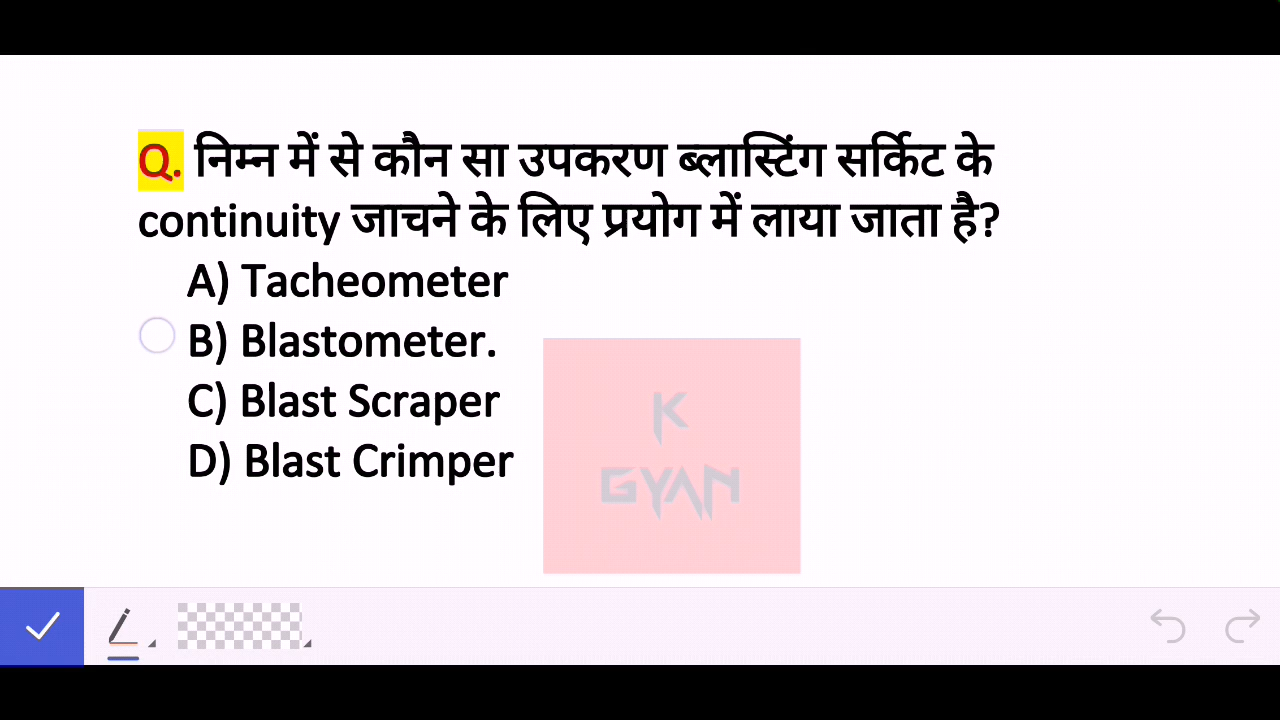 Q. निम्न में से कौन सा उपकरण ब्लास्टिंग सर्किट के
continuity जाचने के लिए प्रयोग में लाया जाता है?
A) Tacheometer
B) Blastometer.
C) Blast Scraper
D) Blast Crimper
K
GYAN